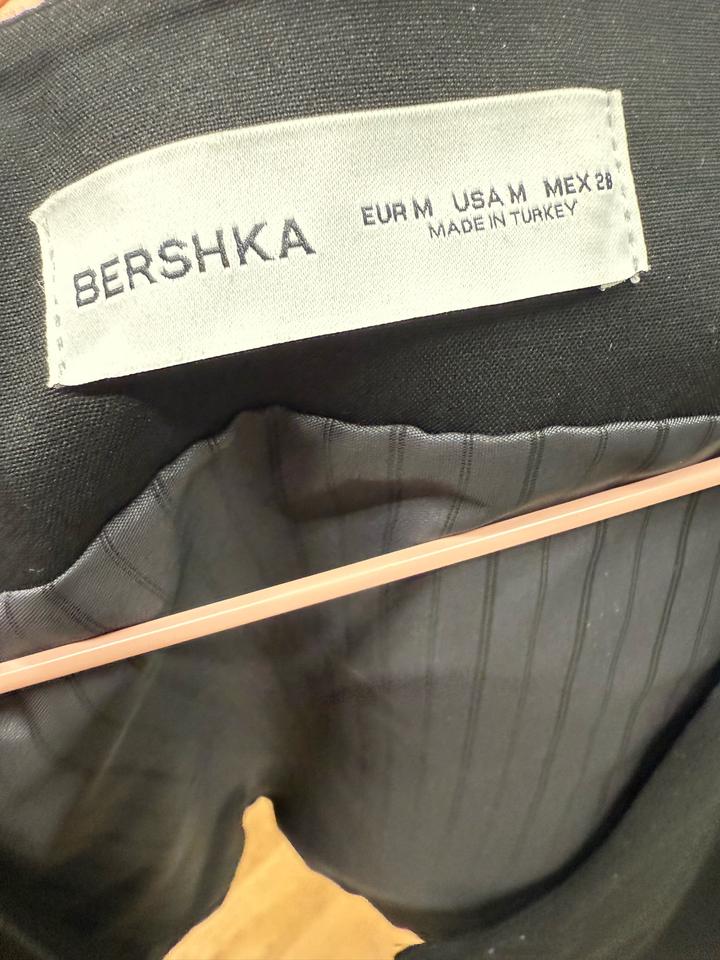 BERSHKA
EUR M USA M MEX 28
MADE IN TURKEY